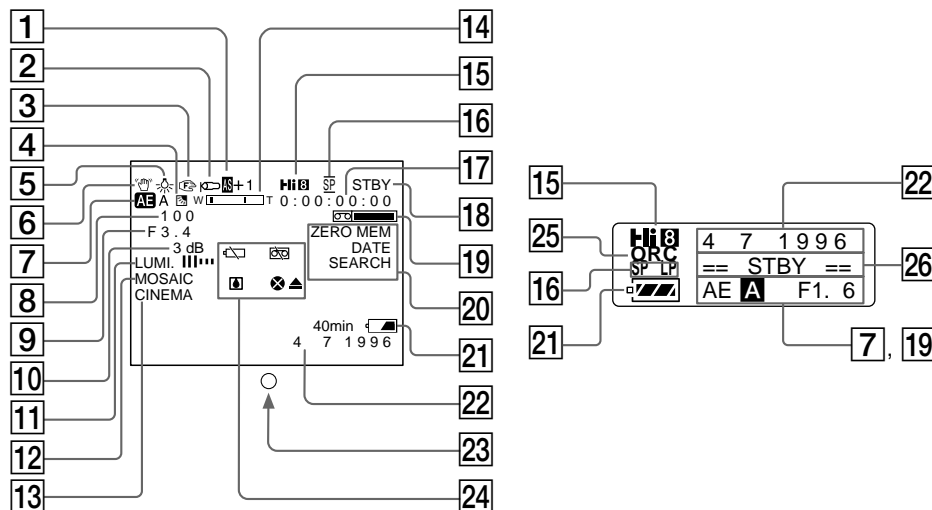 1
2
3
4
5
6
7
8
9
10
11
12
13
14
15
16
17
18
19
20
21
22
23
24
F AS+1 Hi8 SP STBY
AE A W T 0:00:00:00
100
F3.4
3 dB
LUMI.
MOSAIC
CINEMA
ZERO MEM
DATE
SEARCH
40min
4 7 1996
15
25
16
21
22
26
7, 19
Hi8
ORC
SP LP
4 7 1996
== STBY ==
AE A F1. 6